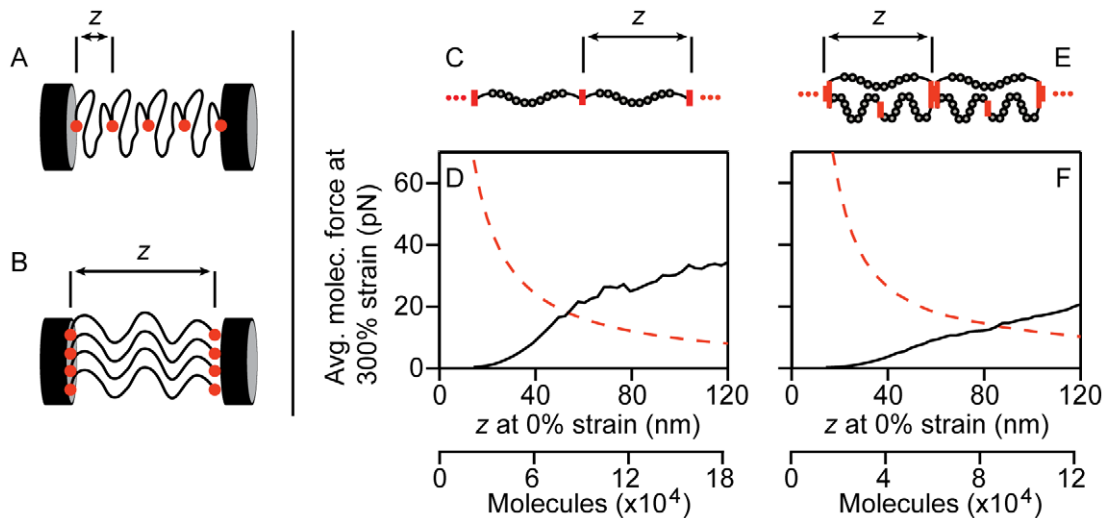 A
z
B
z
C
z
z
E
Avg. molec. force at
300% strain (pN)
60
40
20
0
D
F
0
40
80
120
0
40
80
120
z at 0% strain (nm)
z at 0% strain (nm)
0
6
12
18
0
4
8
12
Molecules (x10⁴)
Molecules (x10⁴)